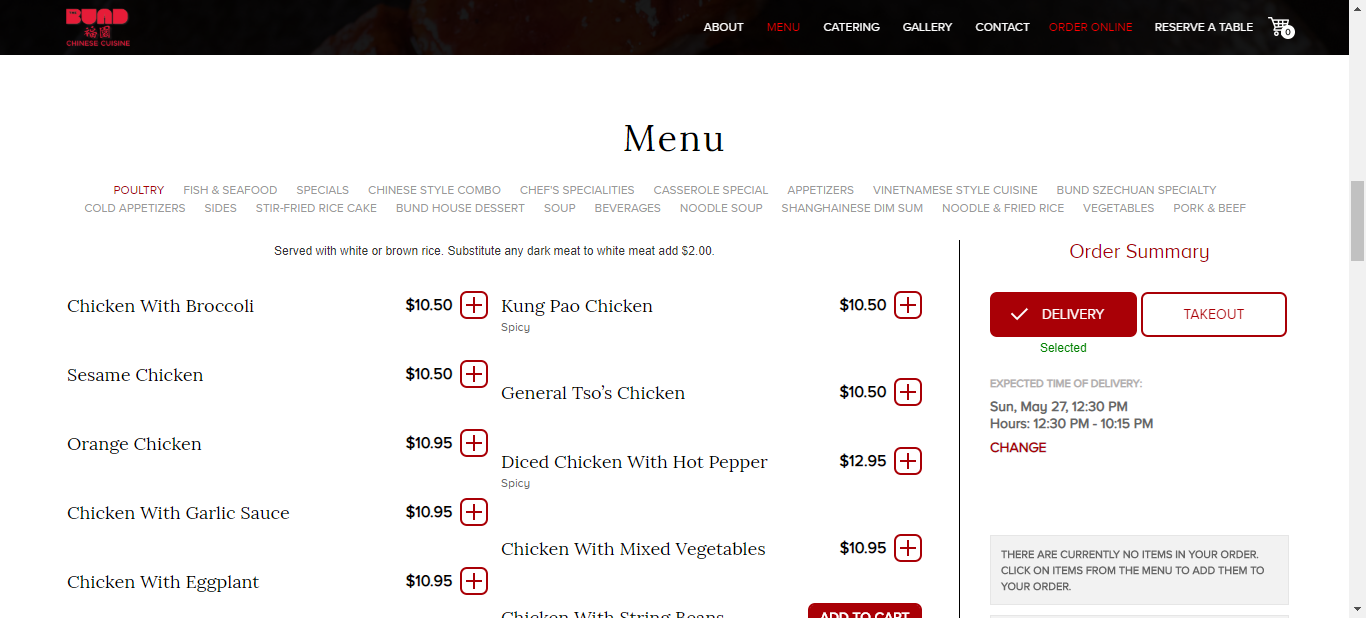 BUND
裕園
CHINESE CUISINE
ABOUT MENU CATERING GALLERY CONTACT ORDER ONLINE RESERVE A TABLE 0
Menu
POULTRY FISH & SEAFOOD SPECIALS CHINESE STYLE COMBO CHEF'S SPECIALITIES CASSEROLE SPECIAL APPETIZERS VINETNAMESE STYLE CUISINE BUND SZECHUAN SPECIALTY
COLD APPETIZERS SIDES STIR-FRIED RICE CAKE BUND HOUSE DESSERT SOUP BEVERAGES NOODLE SOUP SHANGHAINESE DIM SUM NOODLE & FRIED RICE VEGETABLES PORK & BEEF
Served with white or brown rice. Substitute any dark meat to white meat add $2.00.
Chicken With Broccoli $10.50
Sesame Chicken $10.50
Orange Chicken $10.95
Chicken With Garlic Sauce $10.95
Chicken With Eggplant $10.95
Kung Pao Chicken $10.50
Spicy
General Tso’s Chicken $10.50
Diced Chicken With Hot Pepper $12.95
Spicy
Chicken With Mixed Vegetables $10.95
Chicken With String Beans ADD TO CART
Order Summary
DELIVERY TAKEOUT
Selected
EXPECTED TIME OF DELIVERY:
Sun, May 27, 12:30 PM
Hours: 12:30 PM - 10:15 PM
CHANGE
THERE ARE CURRENTLY NO ITEMS IN YOUR ORDER.
CLICK ON ITEMS FROM THE MENU TO ADD THEM TO
YOUR ORDER.